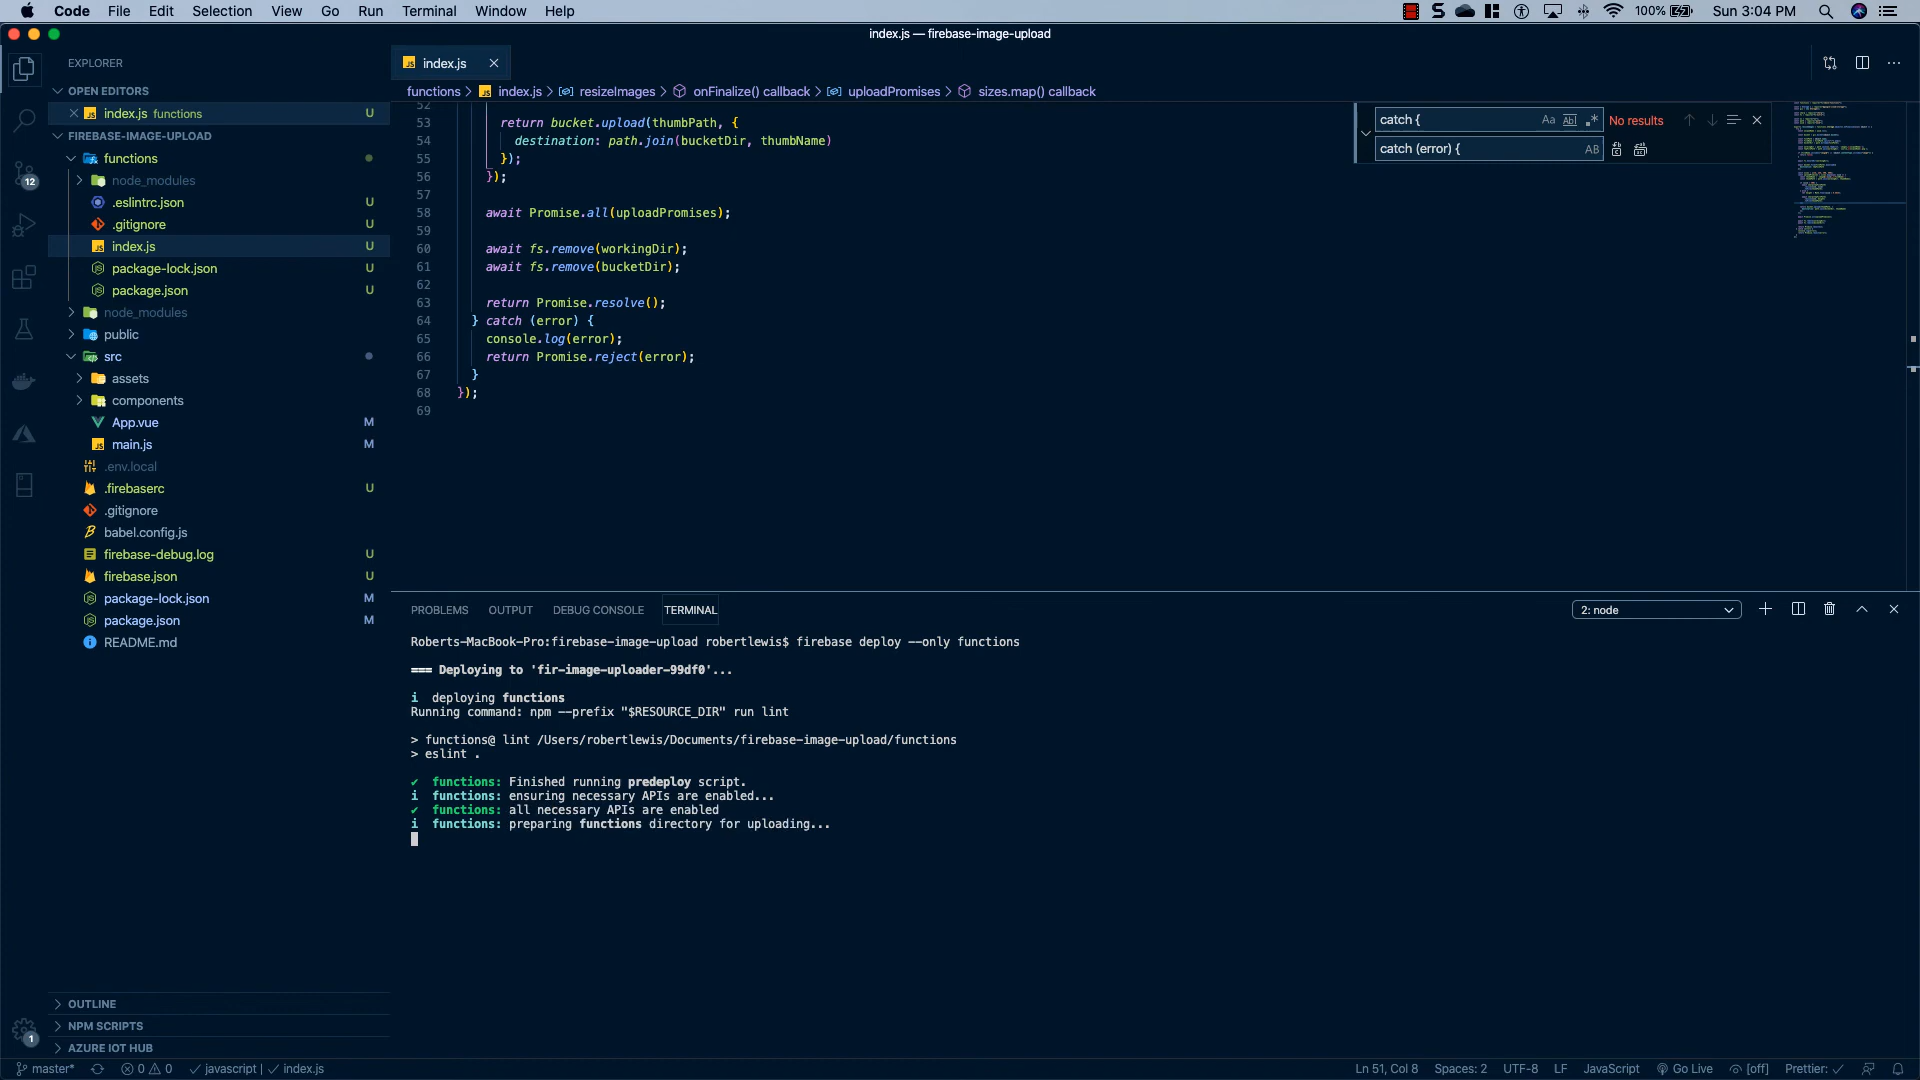 Code File Edit Selection View Go Run Terminal Window Help
100% Sun 3:04 PM
index.js — firebase-image-upload
EXPLORER
OPEN EDITORS
index.js functions U
FIREBASE-IMAGE-UPLOAD
functions
node_modules
.eslintrc.json U
.gitignore U
index.js U
package-lock.json U
package.json U
node_modules
public
src
assets
components
App.vue M
main.js M
.env.local
.firebaserc U
.gitignore
babel.config.js
firebase-debug.log U
firebase.json U
package-lock.json M
package.json M
README.md
OUTLINE
NPM SCRIPTS
AZURE IOT HUB
12
1
index.js
functions > index.js > resizeImages > onFinalize() callback > uploadPromises > sizes.map() callback
catch { Aa Abl .* No results
catch (error) { AB
52
53 return bucket.upload(thumbPath, {
54 destination: path.join(bucketDir, thumbName)
55 });
56 });
57
58 await Promise.all(uploadPromises);
59
60 await fs.remove(workingDir);
61 await fs.remove(bucketDir);
62
63 return Promise.resolve();
64 } catch (error) {
65 console.log(error);
66 return Promise.reject(error);
67 }
68 });
69
PROBLEMS OUTPUT DEBUG CONSOLE TERMINAL
2: node
Roberts-MacBook-Pro:firebase-image-upload robertlewis$ firebase deploy --only functions
=== Deploying to 'fir-image-uploader-99df0'...
i deploying functions
Running command: npm --prefix "$RESOURCE_DIR" run lint
> functions@ lint /Users/robertlewis/Documents/firebase-image-upload/functions
> eslint .
✔ functions: Finished running predeploy script.
i functions: ensuring necessary APIs are enabled...
✔ functions: all necessary APIs are enabled
i functions: preparing functions directory for uploading...
master* 0 0 javascript | index.js
Ln 51, Col 8 Spaces: 2 UTF-8 LF JavaScript Go Live [off] Prettier: ✓